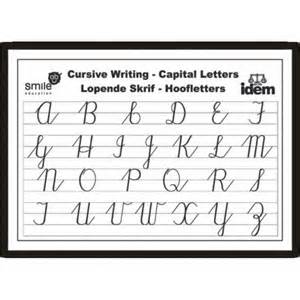 smile education
Cursive Writing - Capital Letters
Lopende Skrif - Hoofletters
idem
A B C D E F
G H I J K L M
N O P Q R S
T U V W X Y Z